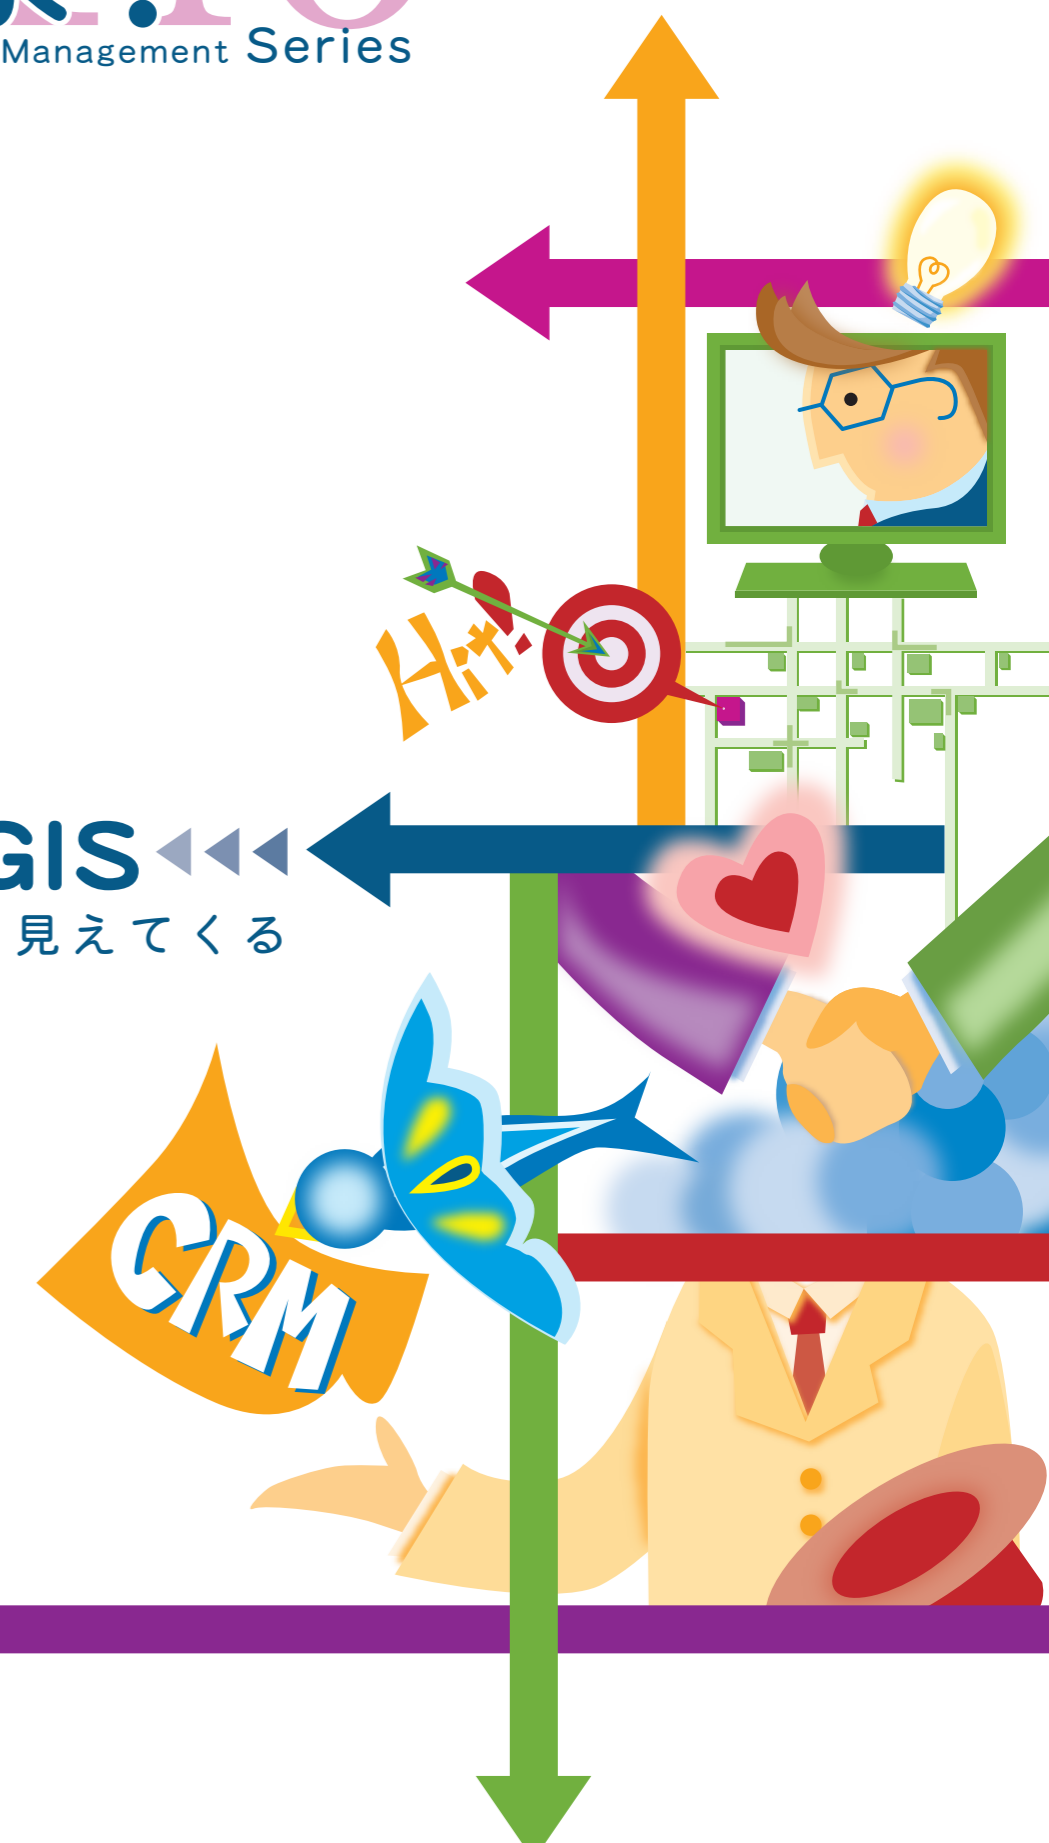 Management Series
Hit!
GIS
見えてくる
CRM